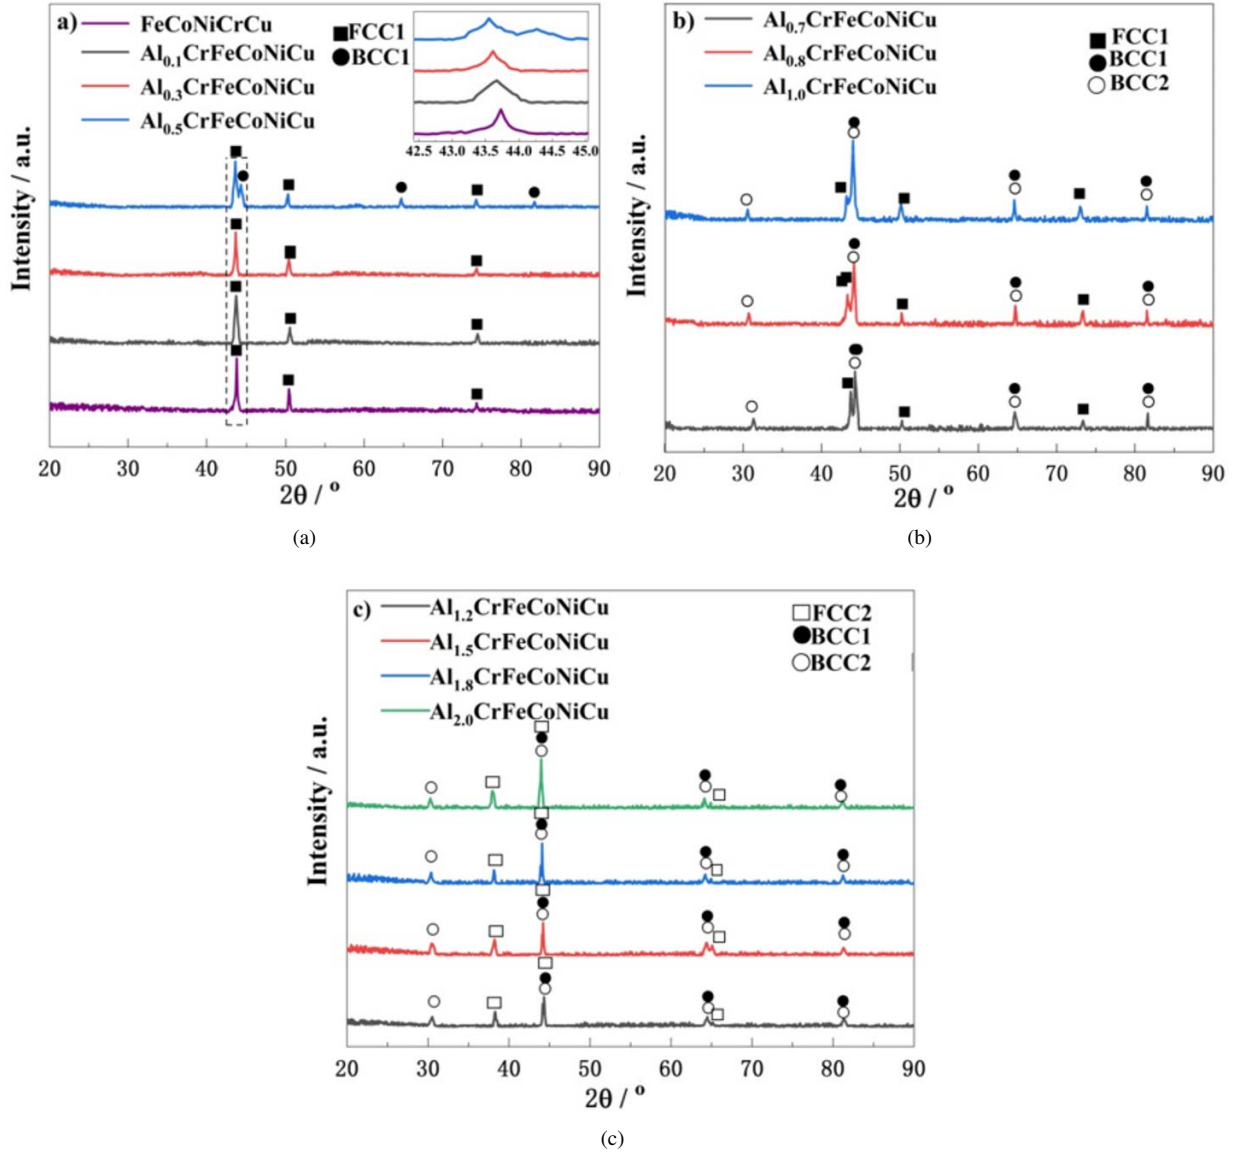 a)
FeCoNiCrCu
Al0.1CrFeCoNiCu
Al0.3CrFeCoNiCu
Al0.5CrFeCoNiCu
FCC1
BCC1
42.5 43.0 43.5 44.0 44.5 45.0
Intensity / a.u.
20 30 40 50 60 70 80 90
2θ / °
(a)
b)
Al0.7CrFeCoNiCu
Al0.8CrFeCoNiCu
Al1.0CrFeCoNiCu
FCC1
BCC1
BCC2
Intensity / a.u.
20 30 40 50 60 70 80 90
2θ / °
(b)
c)
Al1.2CrFeCoNiCu
Al1.5CrFeCoNiCu
Al1.8CrFeCoNiCu
Al2.0CrFeCoNiCu
FCC2
BCC1
BCC2
Intensity / a.u.
20 30 40 50 60 70 80 90
2θ / °
(c)